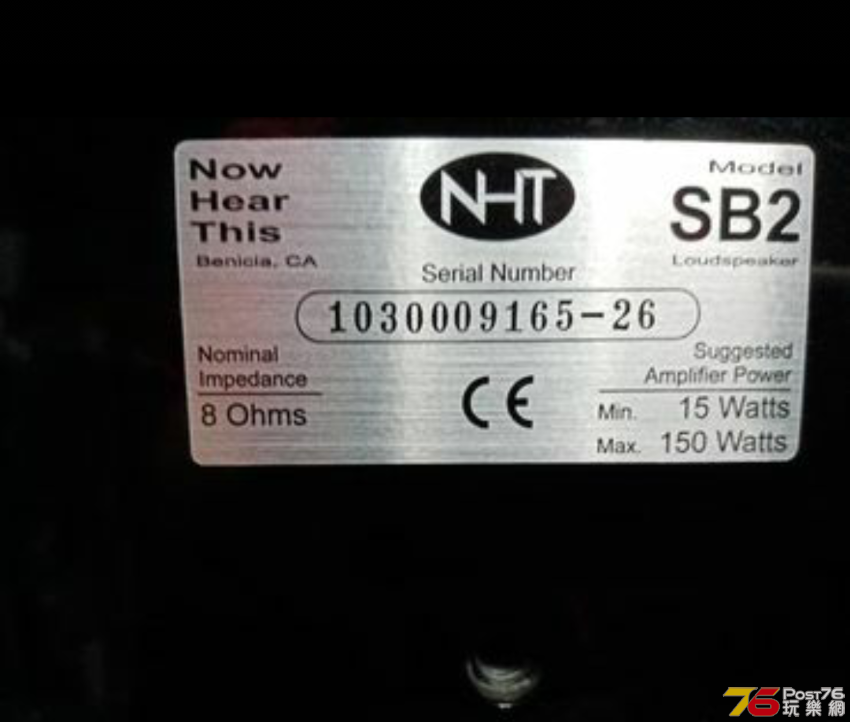 Now
Hear
This
Benicia, CA
NHT
Model
SB2
Loudspeaker
Serial Number
1030009165-26
Nominal
Impedance
8 Ohms
CE
Suggested
Amplifier Power
Min. 15 Watts
Max. 150 Watts
76 Post76
玩樂網